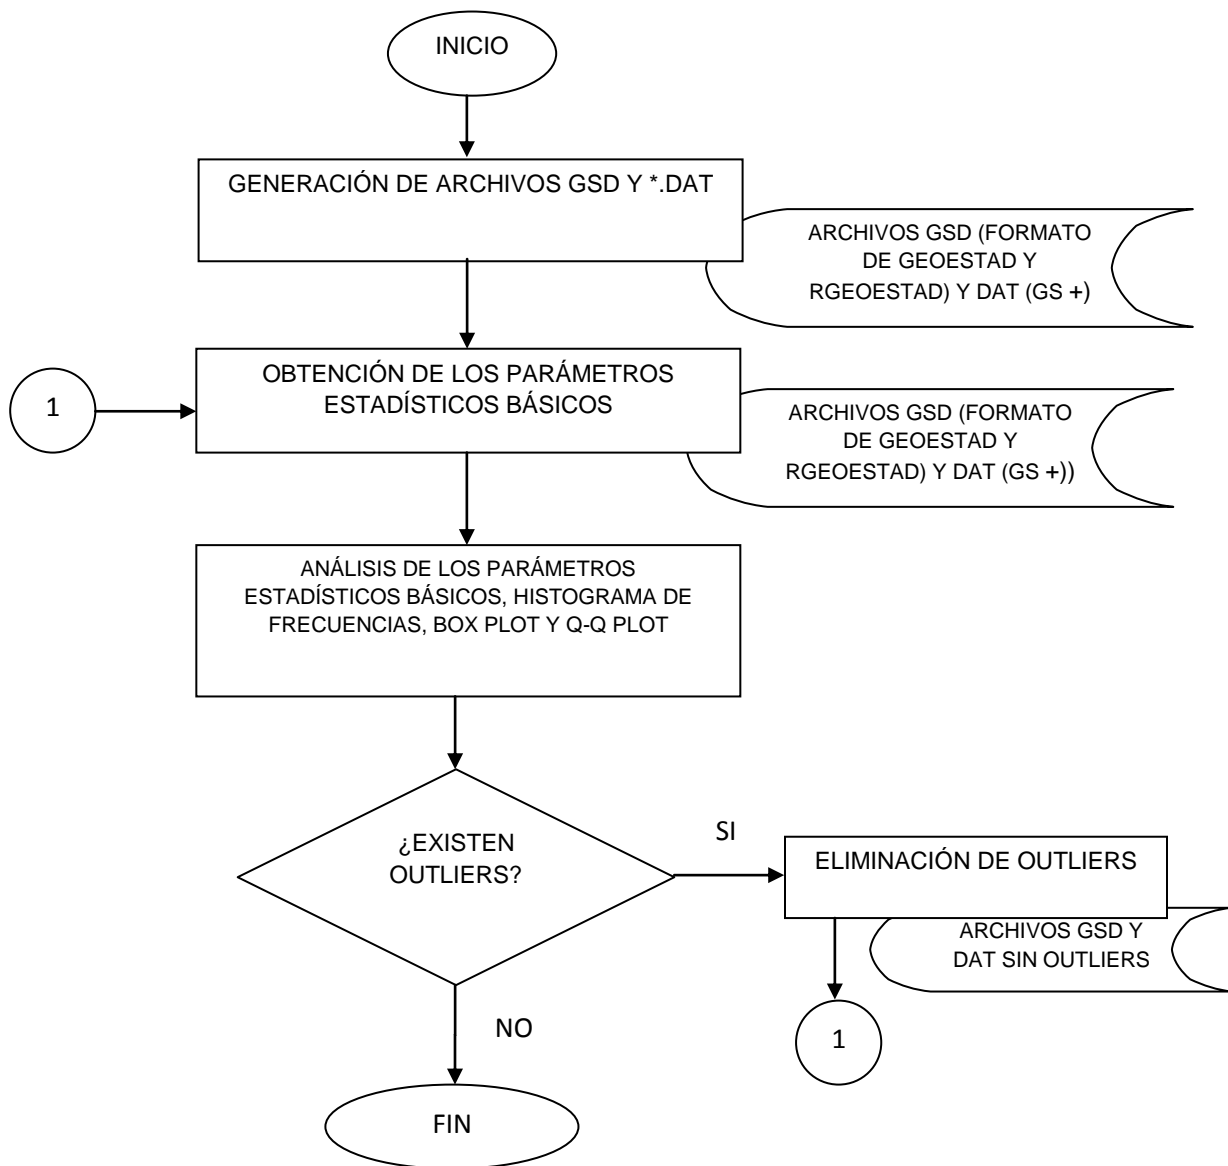 INICIO
GENERACIÓN DE ARCHIVOS GSD Y *.DAT
ARCHIVOS GSD (FORMATO
DE GEOESTAD Y
RGEOESTAD) Y DAT (GS +)
1
OBTENCIÓN DE LOS PARÁMETROS
ESTADÍSTICOS BÁSICOS
ARCHIVOS GSD (FORMATO
DE GEOESTAD Y
RGEOESTAD) Y DAT (GS +))
ANÁLISIS DE LOS PARÁMETROS
ESTADÍSTICOS BÁSICOS, HISTOGRAMA DE
FRECUENCIAS, BOX PLOT Y Q-Q PLOT
¿EXISTEN
OUTLIERS?
SI
ELIMINACIÓN DE OUTLIERS
ARCHIVOS GSD Y
DAT SIN OUTLIERS
1
NO
FIN